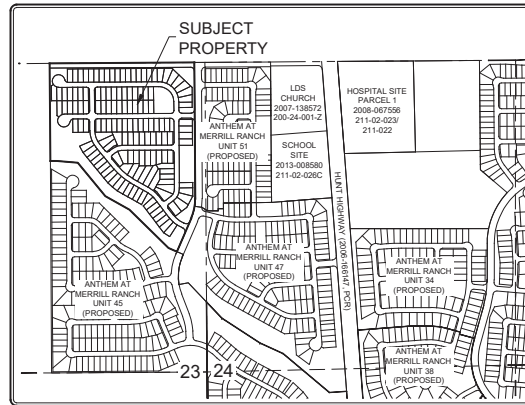 SUBJECT
PROPERTY
LDS
CHURCH
2007-138572
200-24-001-Z
HOSPITAL SITE
PARCEL 1
2008-067556
211-02-023/
211-022
ANTHEM AT
MERRILL RANCH
UNIT 51
(PROPOSED)
SCHOOL
SITE
2013-008580
211-02-026C
HUNT HIGHWAY (2006-166147, PCR)
ANTHEM AT
MERRILL RANCH
UNIT 47
(PROPOSED)
ANTHEM AT
MERRILL RANCH
UNIT 34
(PROPOSED)
ANTHEM AT
MERRILL RANCH
UNIT 45
(PROPOSED)
ANTHEM AT
MERRILL RANCH
UNIT 38
(PROPOSED)
23 24